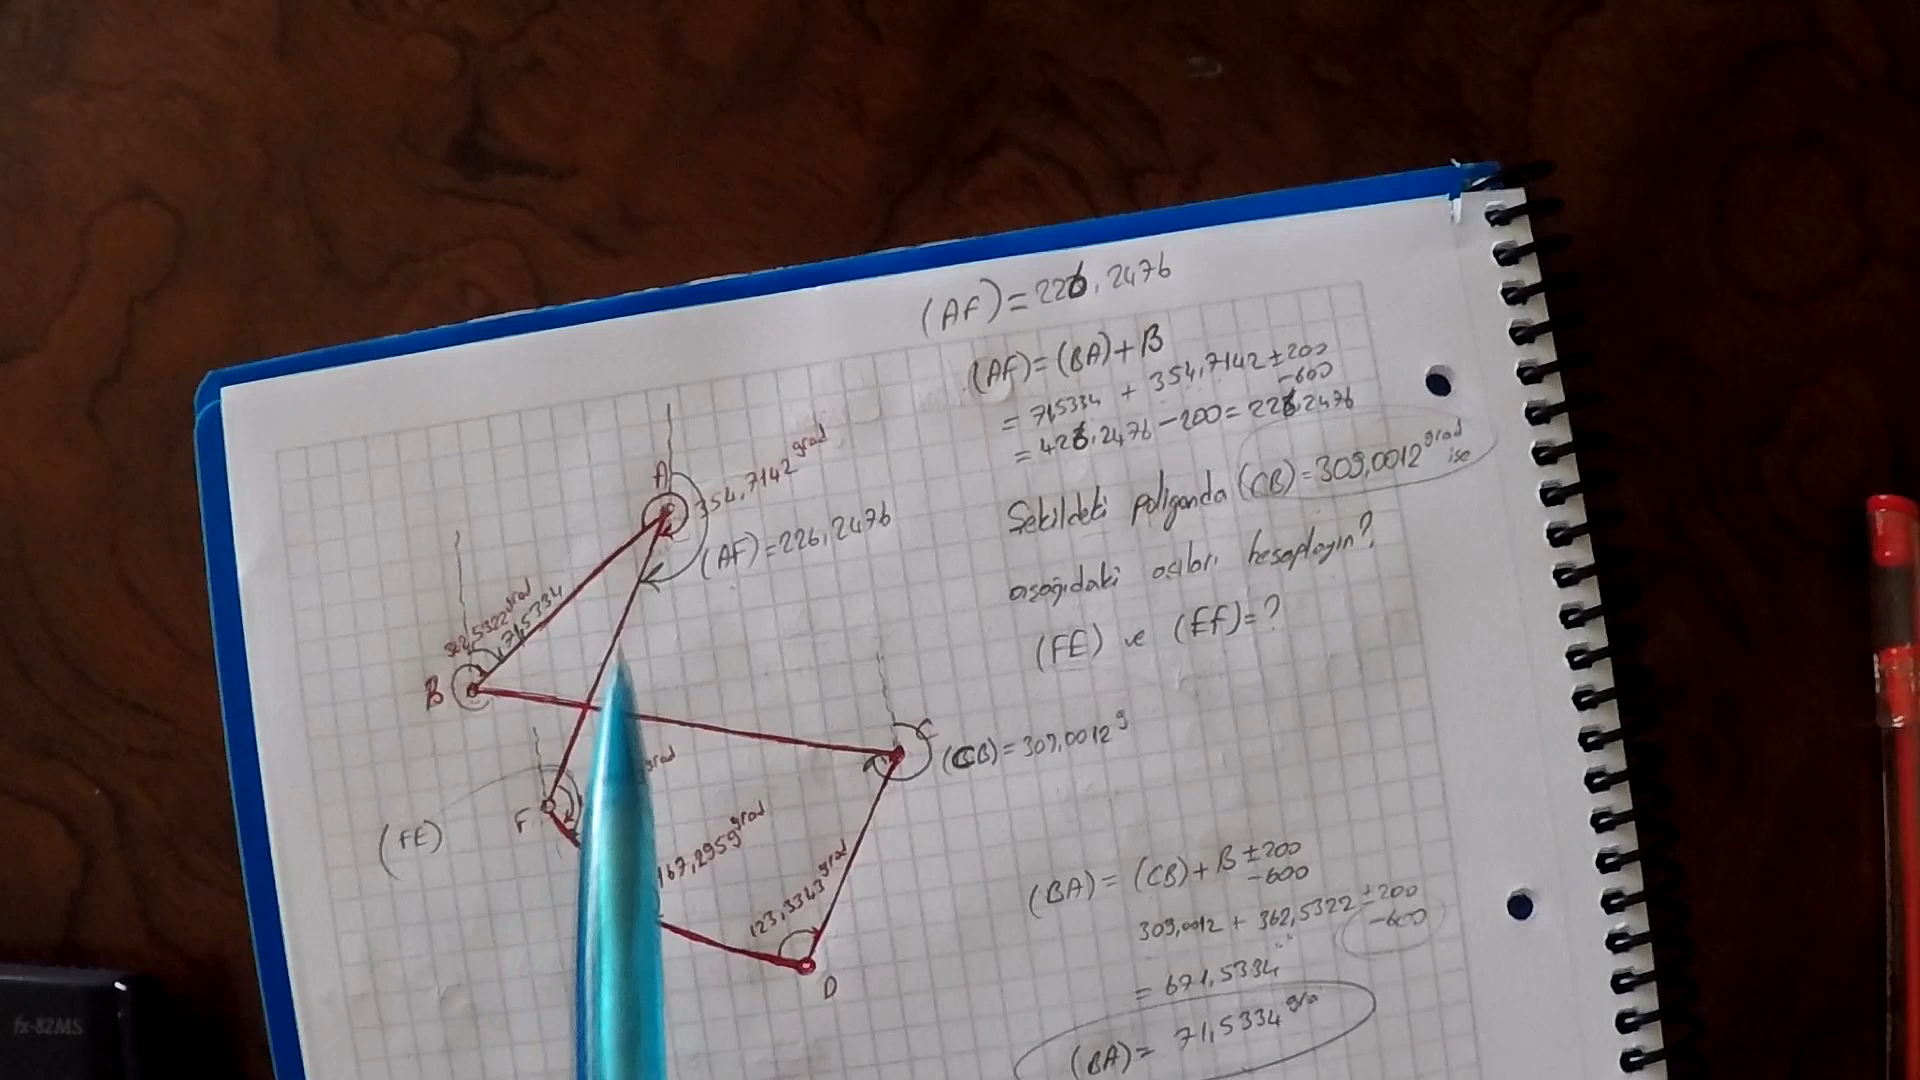 (AF) = 226,2476
(AF) = (BA) + B
= 71,5334 + 354,7142 ±200
-600
= 426,2476 - 200 = 226,2476
Şekildeki poligonda (CB) = 309,0012 grad ise
aşağıdaki açıları hesaplayın?
(FE) ve (EF) = ?
A
354,7142 grad
(AF) = 226,2476
362,5322 grad
71,5334
B
C
(CB) = 309,0012 g
F
grad
(FE)
167,2959 grad
123,3343 grad
D
(BA) = (CB) + B ±200
-600
309,0012 + 362,5322 ±200
-600
= 671,5334
(BA) = 71,5334 gra
fx-82MS